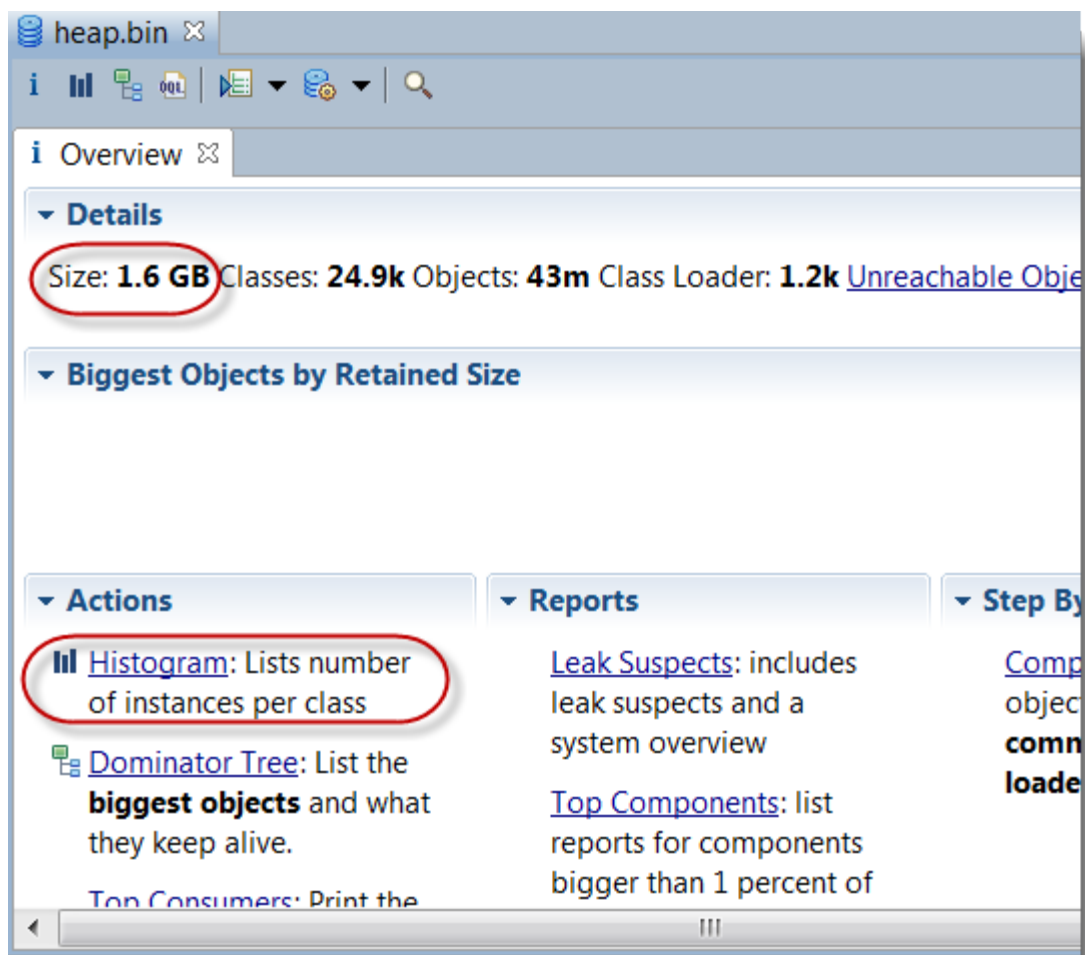 heap.bin
i OQL
i Overview
Details
Size: 1.6 GB Classes: 24.9k Objects: 43m Class Loader: 1.2k Unreachable Obje
Biggest Objects by Retained Size
Actions
Histogram: Lists number
of instances per class
Dominator Tree: List the
biggest objects and what
they keep alive.
Top Consumers: Print the
Reports
Leak Suspects: includes
leak suspects and a
system overview
Top Components: list
reports for components
bigger than 1 percent of
Step By
Comp
objec
comn
loade